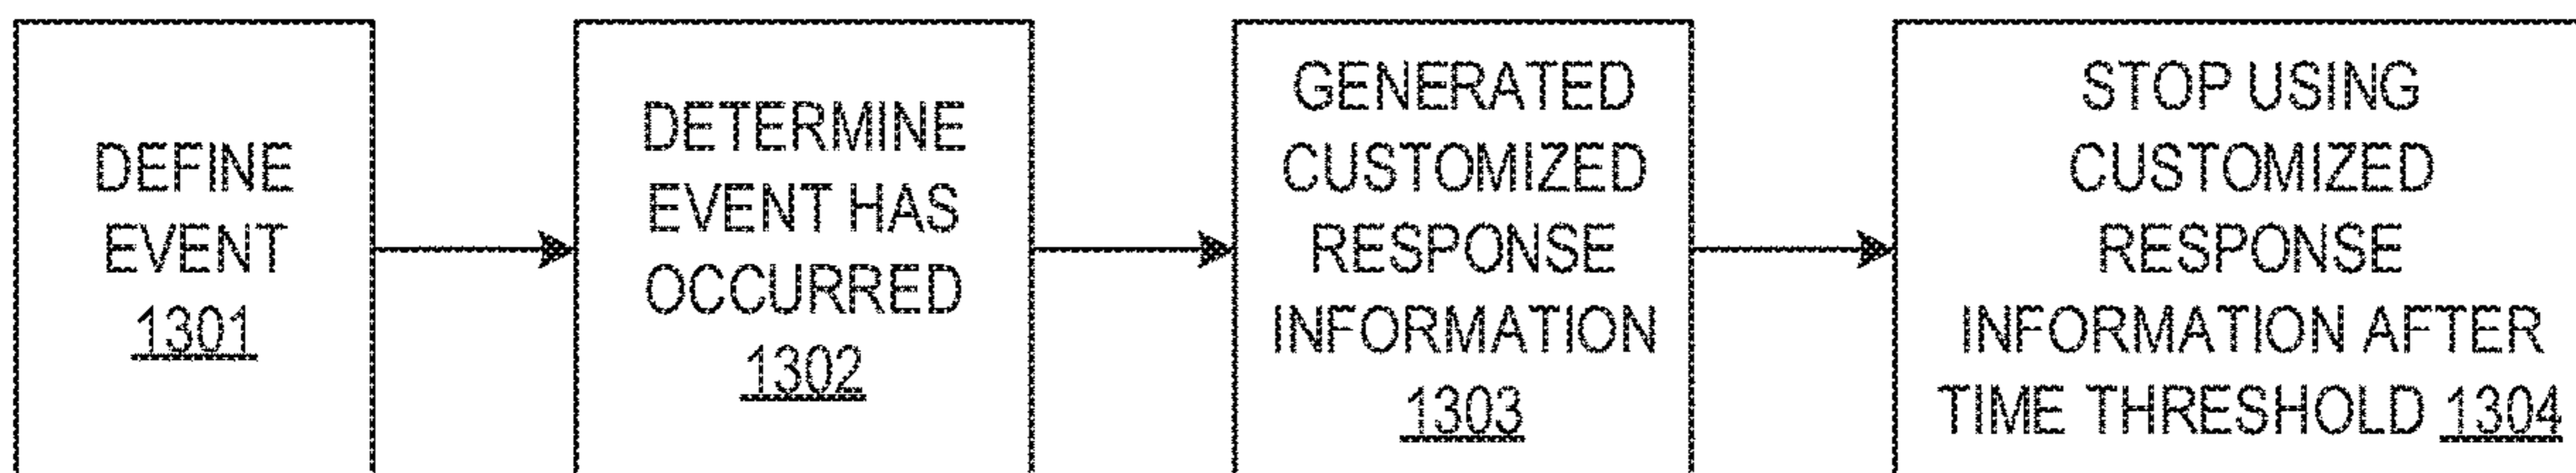 DEFINE
EVENT
1301
DETERMINE
EVENT HAS
OCCURRED
1302
GENERATED
CUSTOMIZED
RESPONSE
INFORMATION
1303
STOP USING
CUSTOMIZED
RESPONSE
INFORMATION AFTER
TIME THRESHOLD 1304